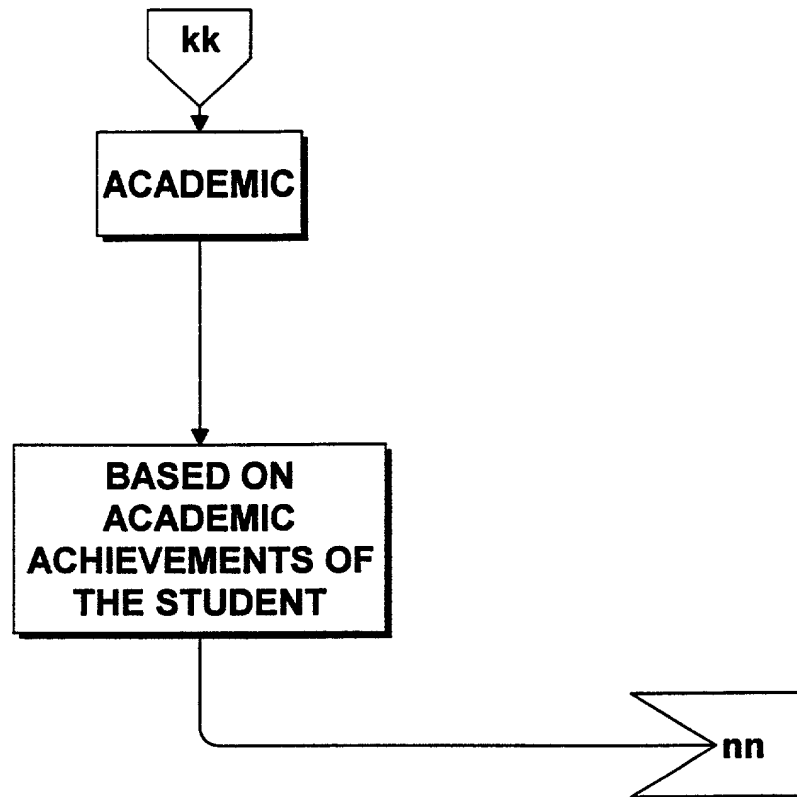 kk
ACADEMIC
BASED ON
ACADEMIC
ACHIEVEMENTS OF
THE STUDENT
nn